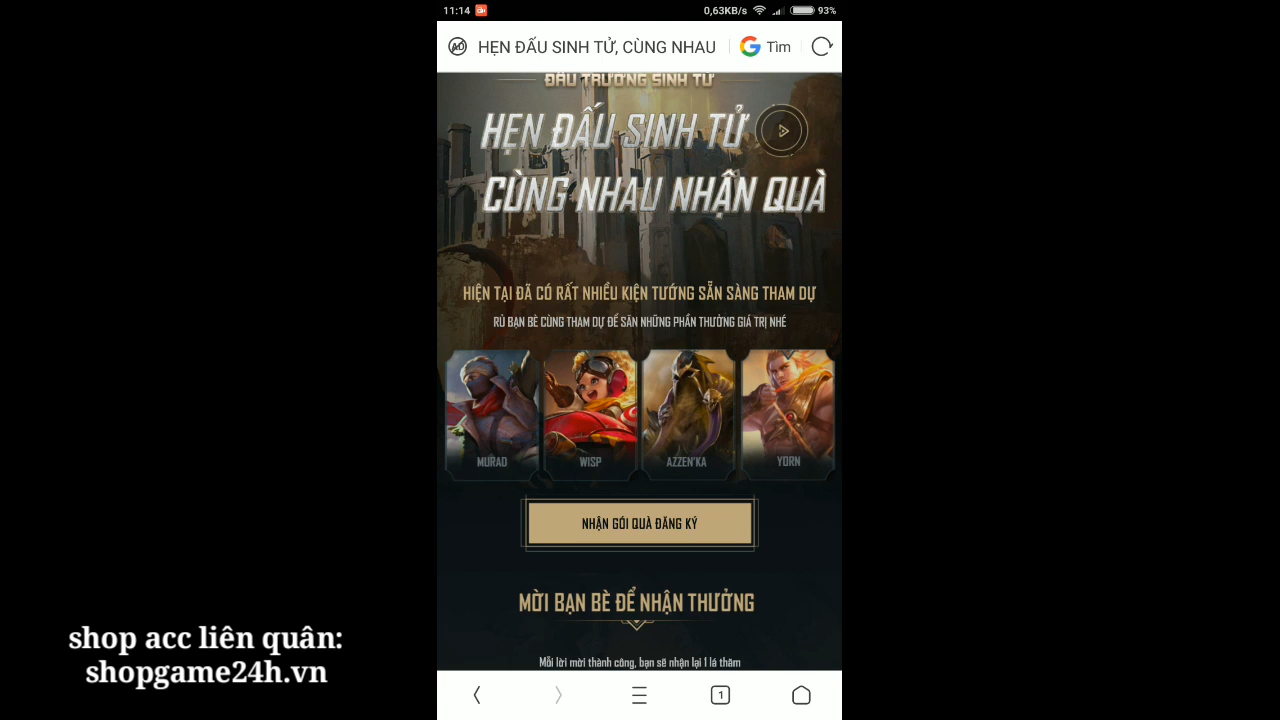 11:14
0,63KB/s
93%
AD
HẸN ĐẤU SINH TỬ, CÙNG NHAU
G Tìm
ĐẤU TRƯỜNG SINH TỬ
HẸN ĐẤU SINH TỬ
CÙNG NHAU NHẬN QUÀ
HIỆN TẠI ĐÃ CÓ RẤT NHIỀU KIỆN TƯỚNG SẴN SÀNG THAM DỰ
RỦ BẠN BÈ CÙNG THAM DỰ ĐỂ SĂN NHỮNG PHẦN THƯỞNG GIÁ TRỊ NHÉ
MURAD
WISP
AZZEN'KA
YORN
NHẬN GÓI QUÀ ĐĂNG KÝ
MỜI BẠN BÈ ĐỂ NHẬN THƯỞNG
Mỗi lời mời thành công, bạn sẽ nhận lại 1 lá thăm
1
shop acc liên quân:
shopgame24h.vn